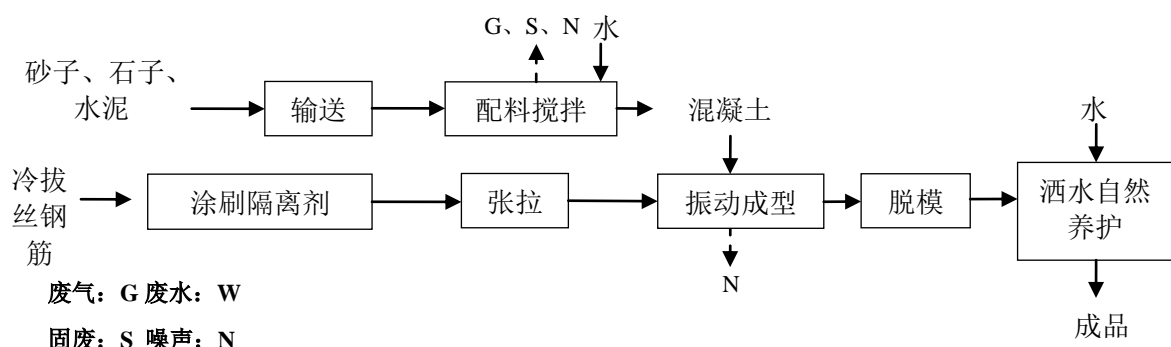 G、S、N 水
砂子、石子、
水泥
输送
配料搅拌
混凝土
水
冷拔
丝钢
筋
涂刷隔离剂
张拉
振动成型
脱模
洒水自然
养护
N
成品
废气：G 废水：W
固废：S 噪声：N